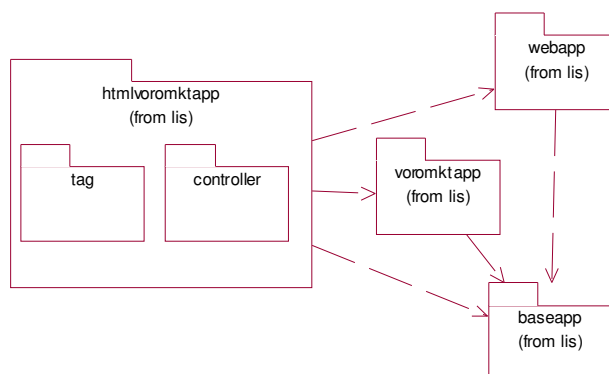 webapp
(from lis)
htmlvoromktapp
(from lis)
tag
controller
voromktapp
(from lis)
baseapp
(from lis)